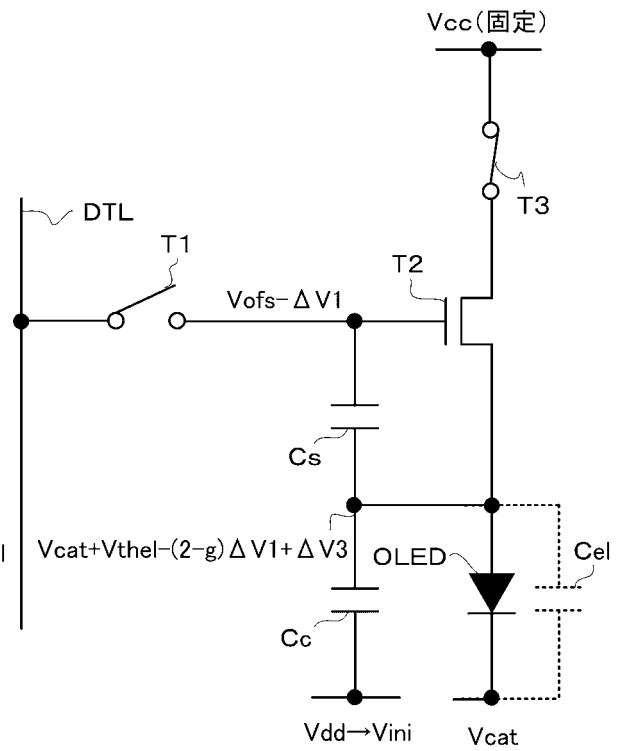 Vcc(固定)
T3
DTL
T1
T2
Vofs-ΔV1
Cs
l
Vcat+Vthel-(2-g)ΔV1+ΔV3
OLED
Cel
Cc
Vdd→Vini
Vcat